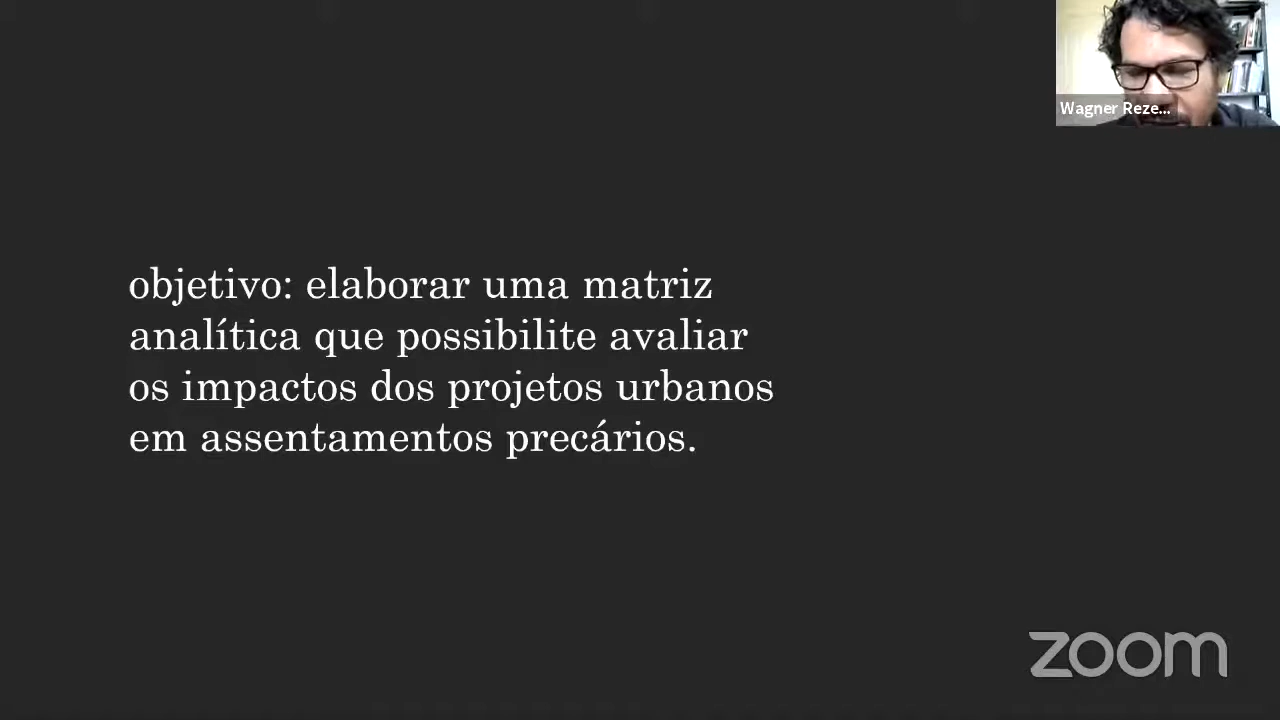 Wagner Reze...
objetivo: elaborar uma matriz
analítica que possibilite avaliar
os impactos dos projetos urbanos
em assentamentos precários.
zoom